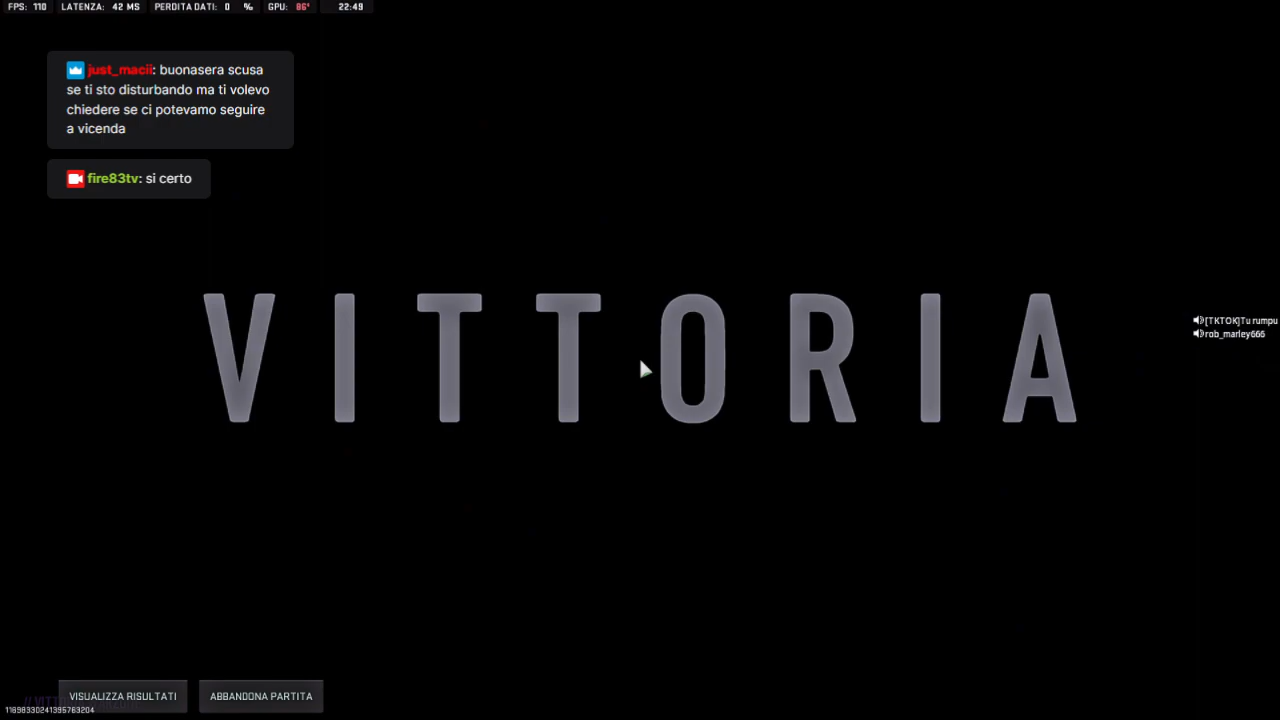 FPS: 110 LATENZA: 42 MS PERDITA DATI: 0 % GPU: 86° 22:49
just_macii: buonasera scusa
se ti sto disturbando ma ti volevo
chiedere se ci potevamo seguire
a vicenda
fire83tv: si certo
VITTORIA
[TKTOK]Tu rumpu
rob_marley666
VISUALIZZA RISULTATI ABBANDONA PARTITA
11698330241395763204